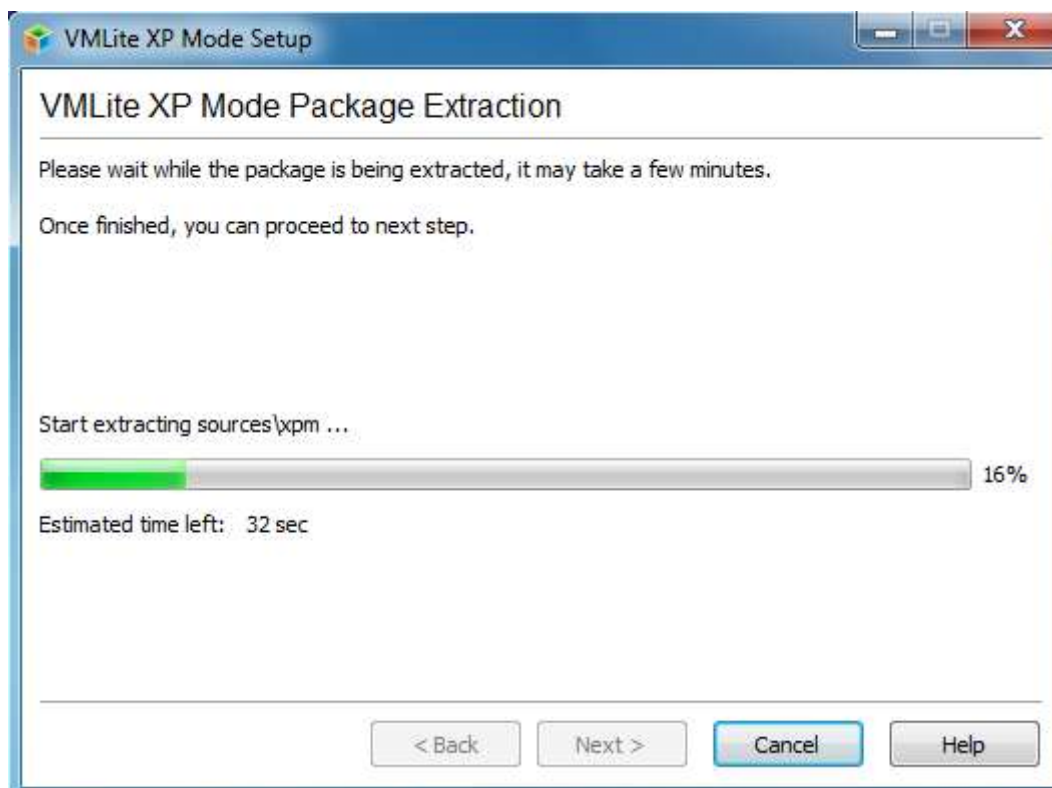 VMLite XP Mode Setup
VMLite XP Mode Package Extraction
Please wait while the package is being extracted, it may take a few minutes.
Once finished, you can proceed to next step.
Start extracting sources\xpm ...
16%
Estimated time left: 32 sec
< Back Next > Cancel Help